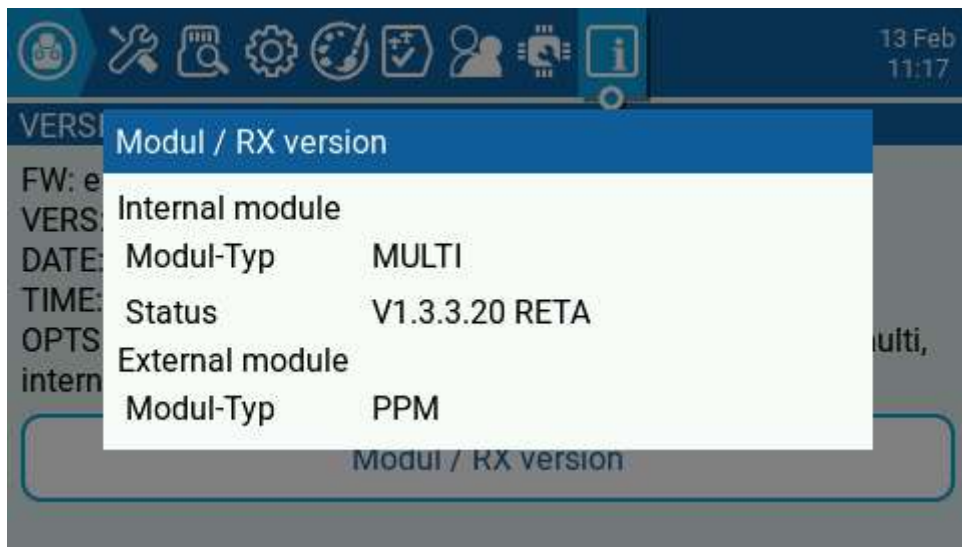 13 Feb
11:17
VERSI
Modul / RX version
FW: e
VERS:
DATE:
TIME:
OPTS
intern
ulti,
Internal module
Modul-Typ MULTI
Status V1.3.3.20 RETA
External module
Modul-Typ PPM
Modul / RX version